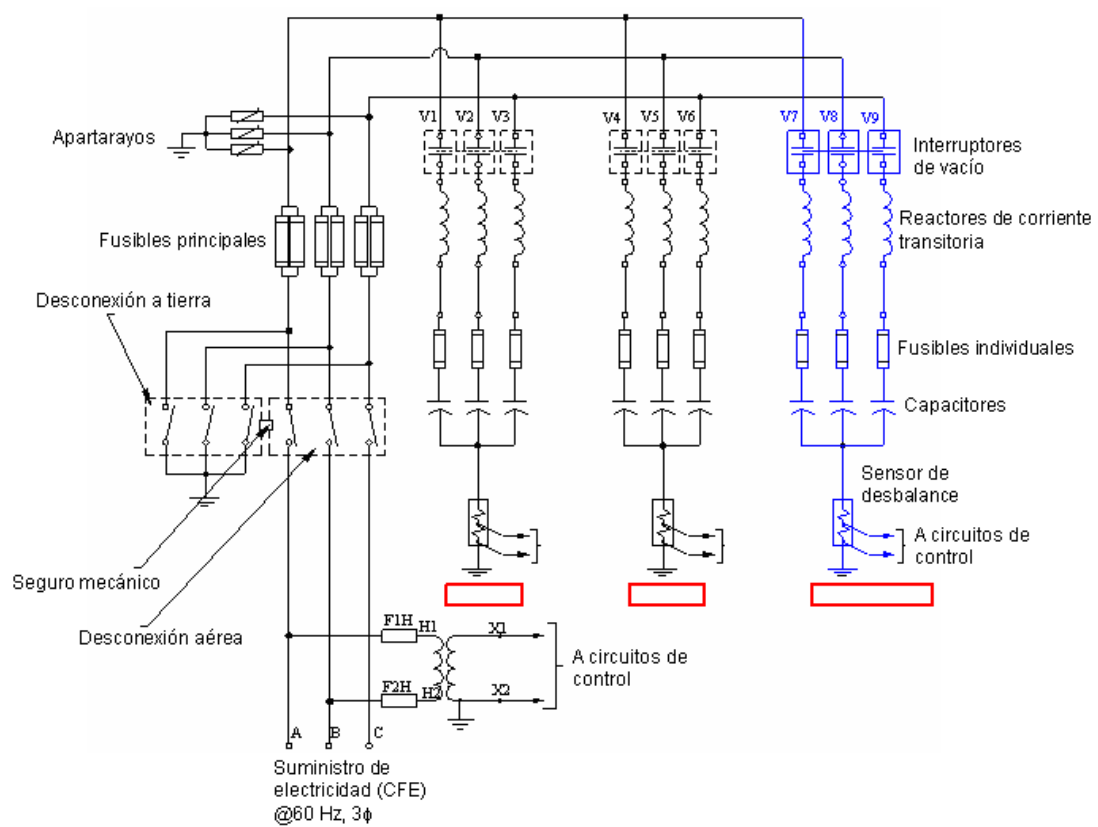 V1
V2
V3
V4
V5
V6
V7
V8
V9
Apartarayos
Interruptores
de vacío
Reactores de corriente
transitoria
Fusibles principales
Desconexión a tierra
Fusibles individuales
Capacitores
Sensor de
desbalance
A circuitos de
control
Seguro mecánico
Desconexión aérea
F1H
H1
X1
A circuitos de
control
F2H
H2
X2
A
B
C
Suministro de
electricidad (CFE)
@60 Hz, 3ϕ